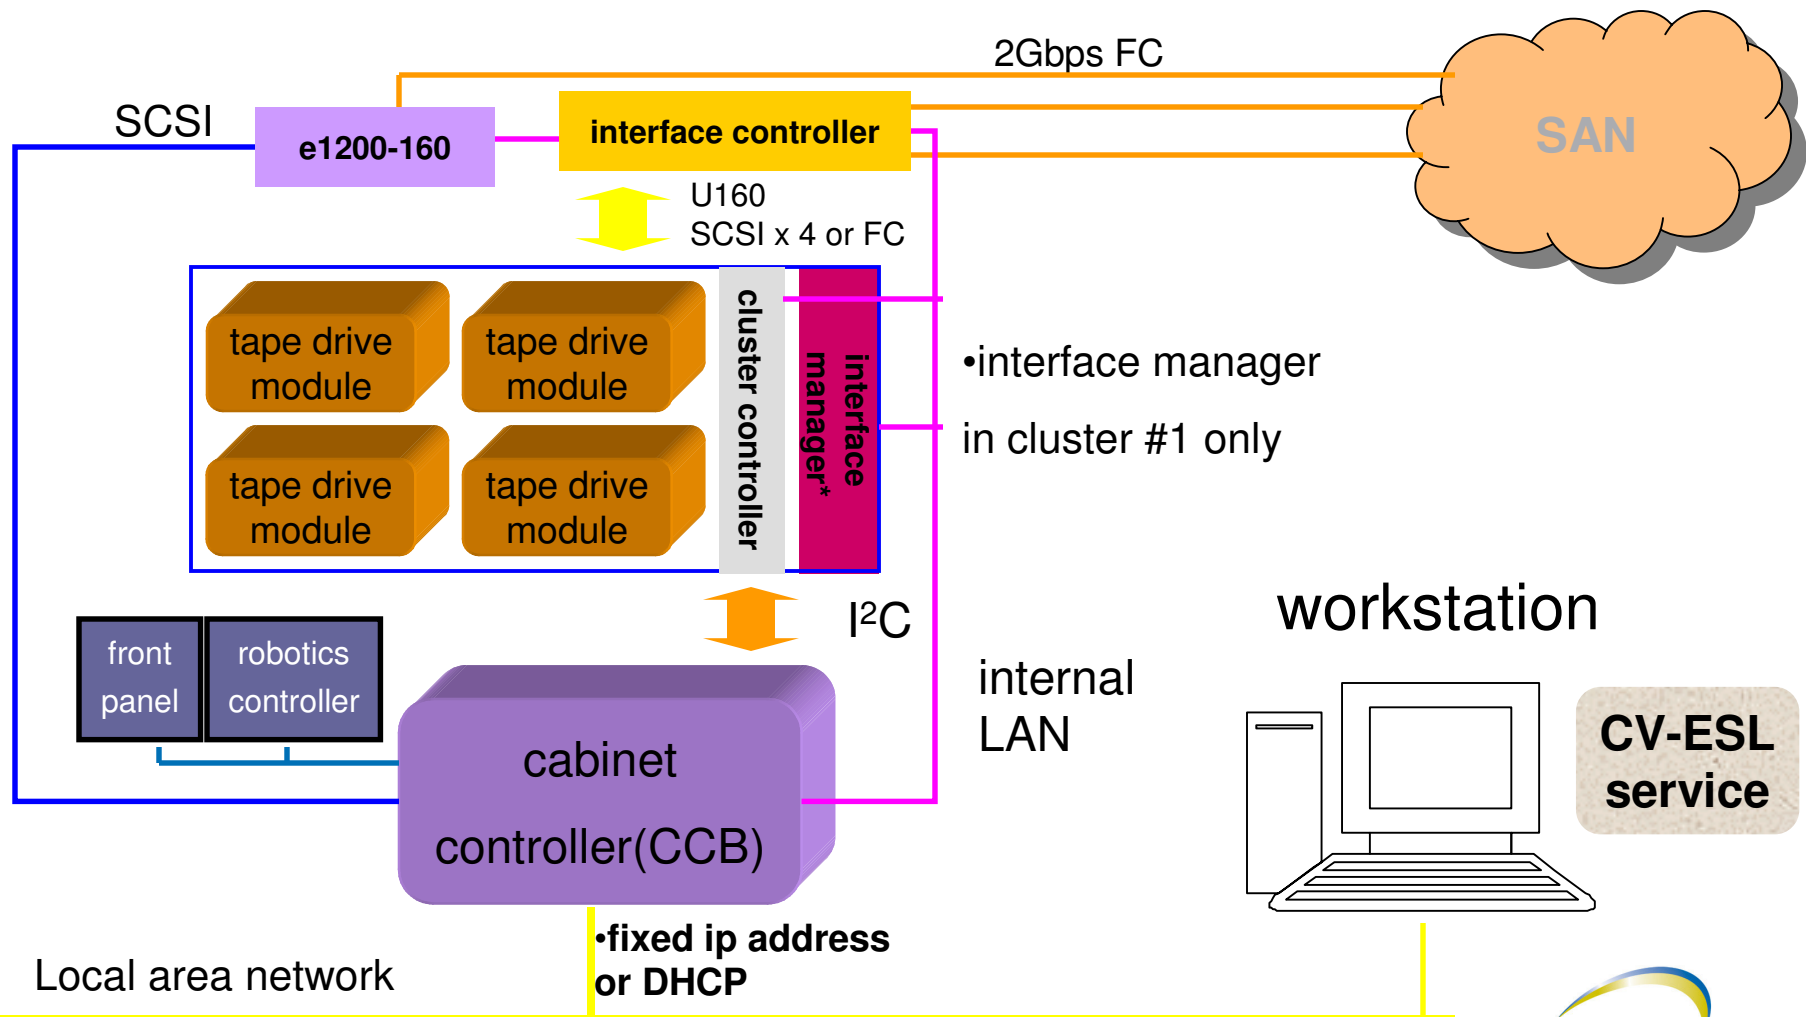 2Gbps FC
SCSI
e1200-160
interface controller
SAN
U160
SCSI x 4 or FC
tape drive
module
tape drive
module
cluster controller
interface
manager*
•interface manager
in cluster #1 only
tape drive
module
tape drive
module
I²C
workstation
front
panel
robotics
controller
internal
LAN
CV-ESL
service
cabinet
controller(CCB)
•fixed ip address
or DHCP
Local area network